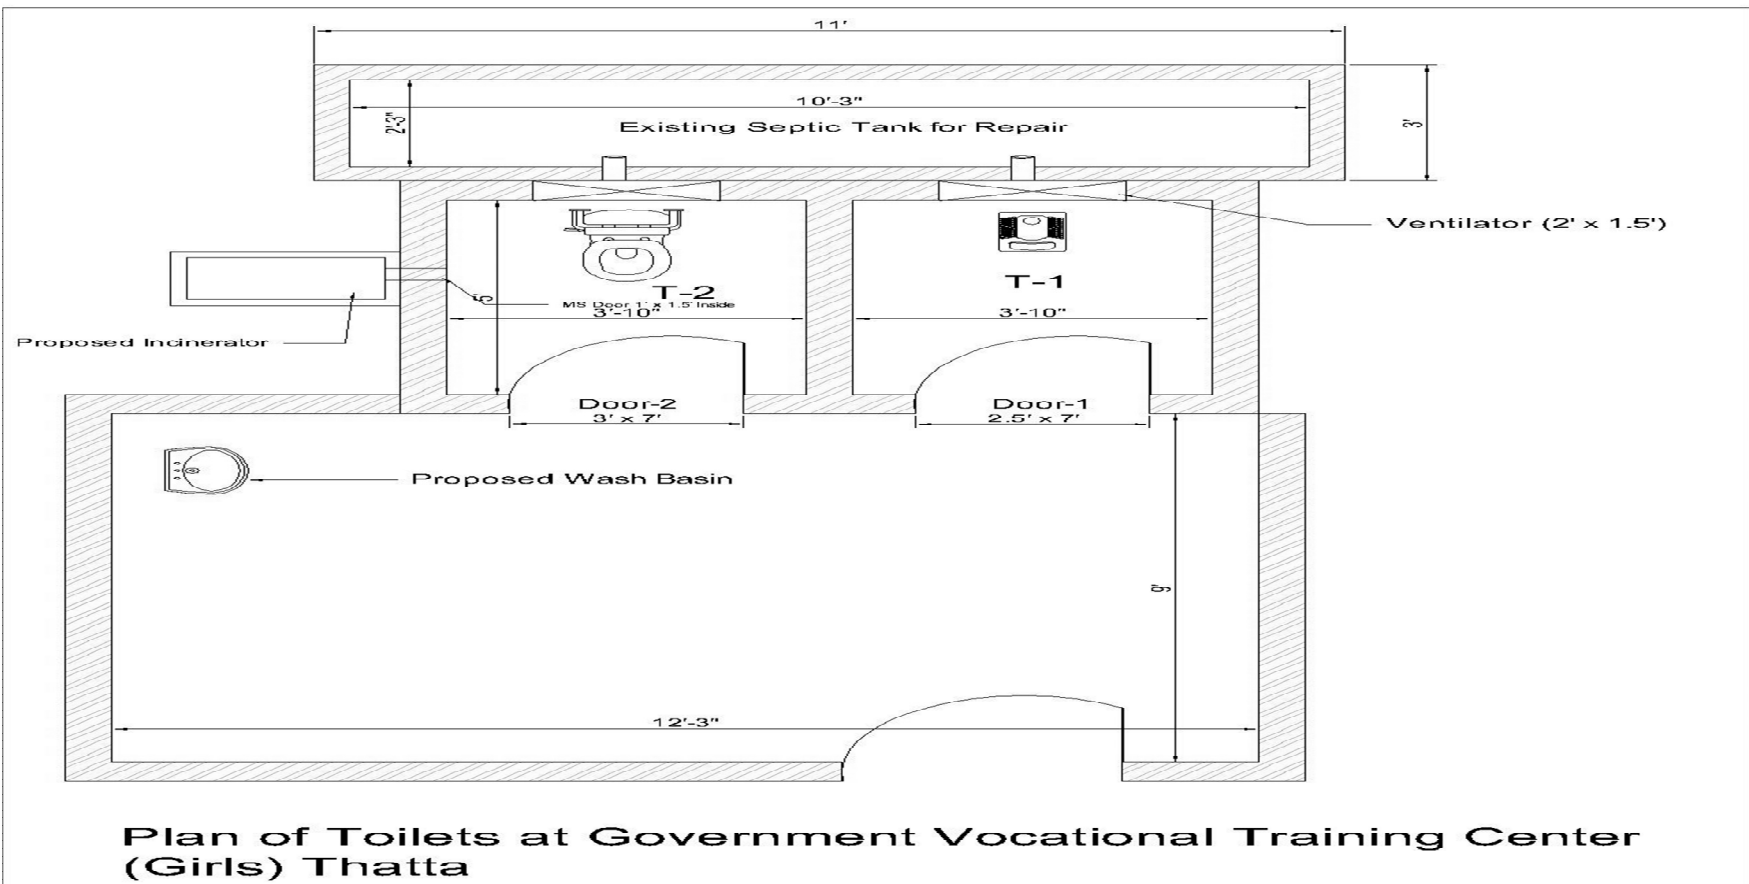 11'
10'-3"
2'-3"
Existing Septic Tank for Repair
3'
Ventilator (2' x 1.5')
T-1
T-2
5'
MS Door 1' x 1.5' Inside
3'-10"
3'-10"
Proposed Incinerator
Door-2
3' x 7'
Door-1
2.5' x 7'
Proposed Wash Basin
9'
12'-3"
Plan of Toilets at Government Vocational Training Center
(Girls) Thatta